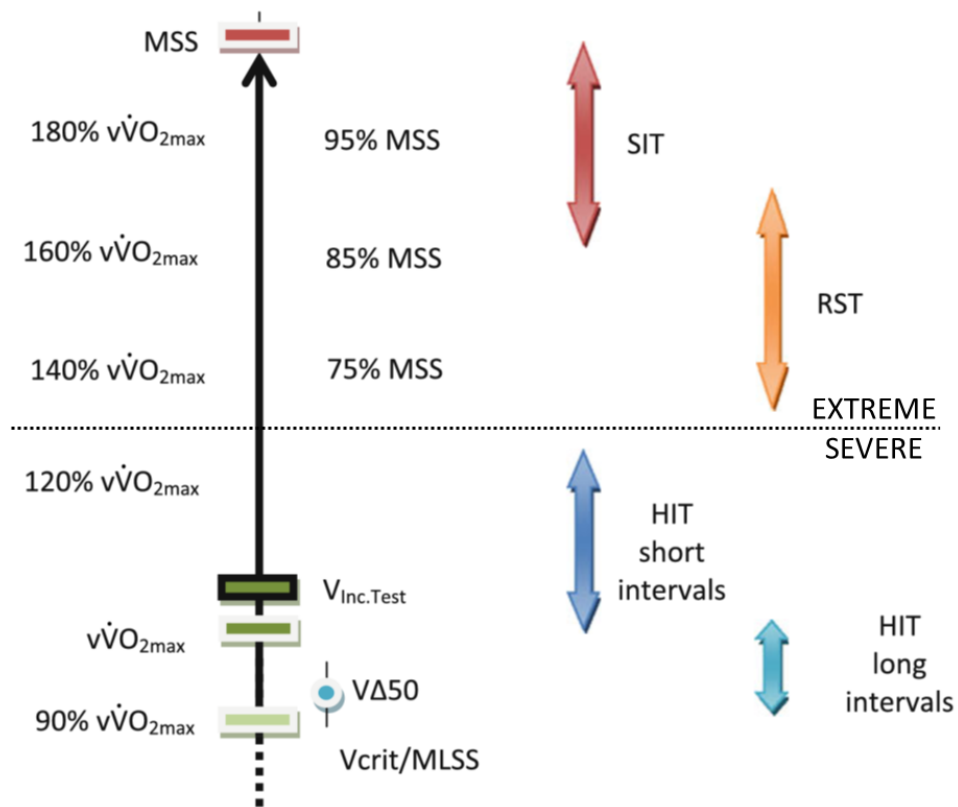 MSS
180% vV̇O2max
95% MSS
SIT
160% vV̇O2max
85% MSS
RST
140% vV̇O2max
75% MSS
EXTREME
SEVERE
120% vV̇O2max
HIT
short
intervals
VInc.Test
vV̇O2max
HIT
long
intervals
VΔ50
90% vV̇O2max
Vcrit/MLSS